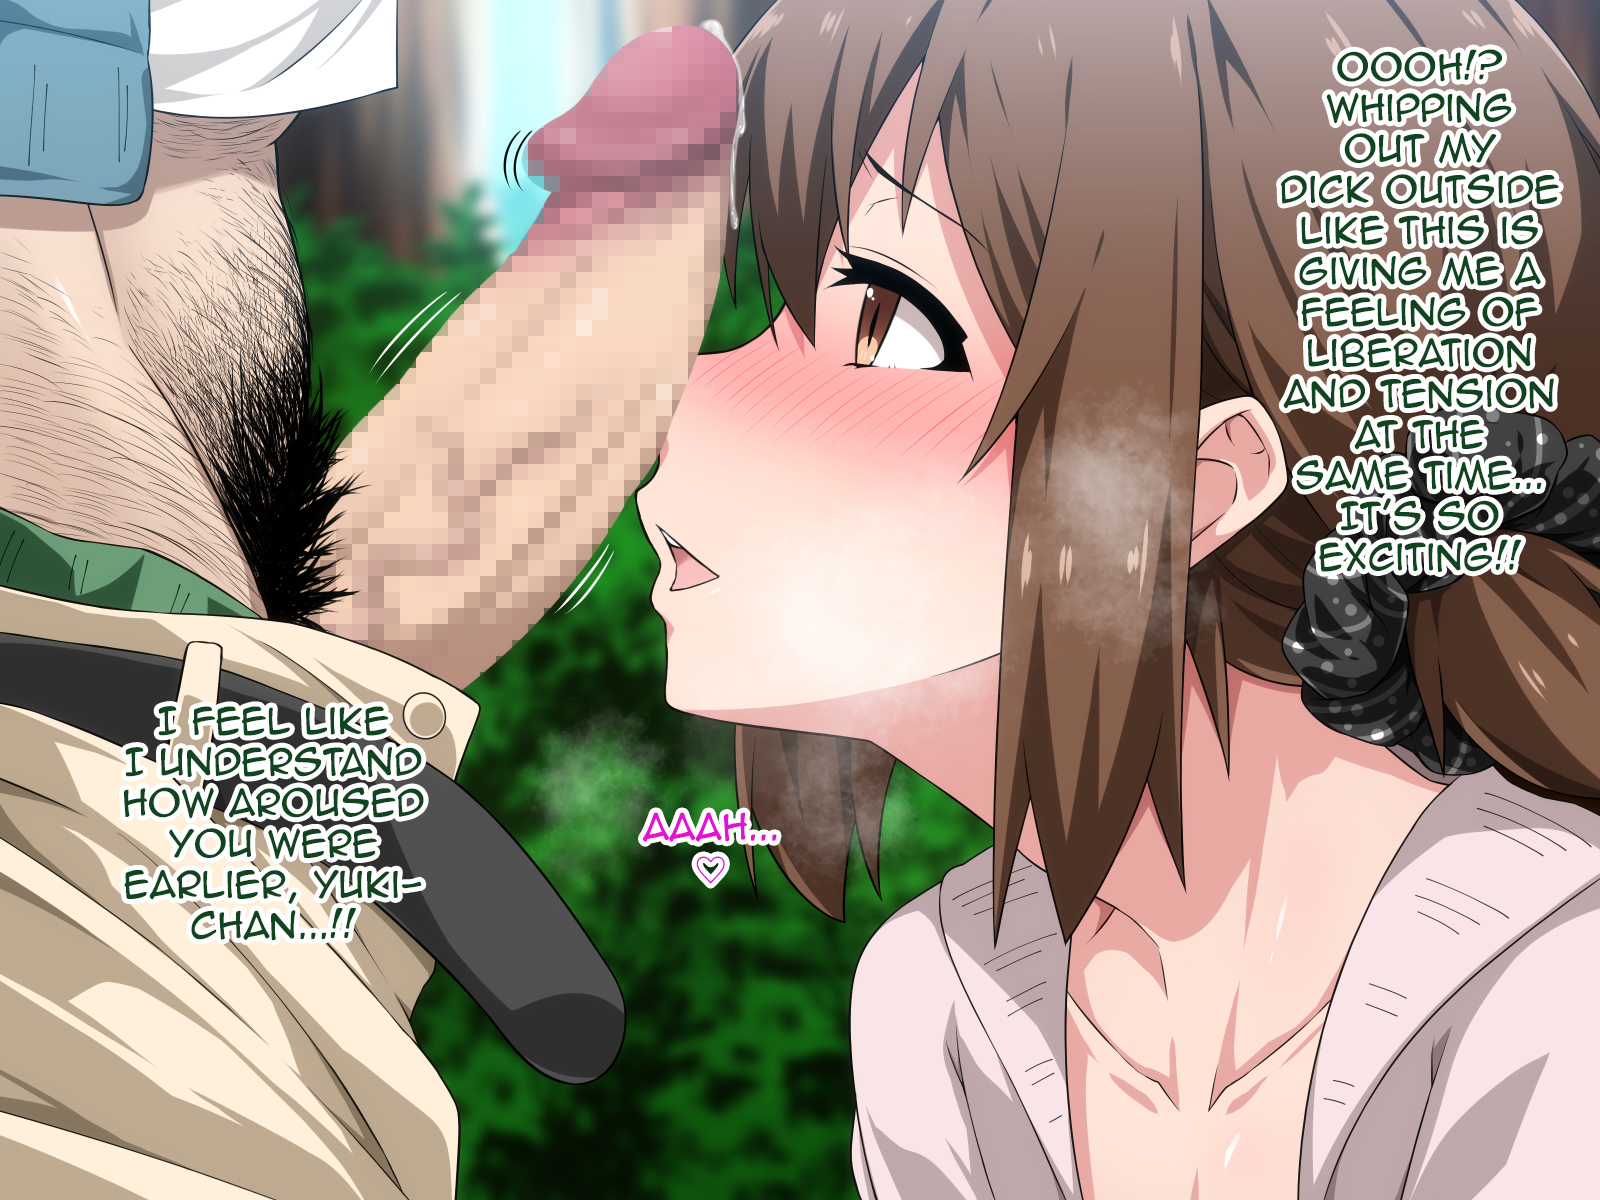 OOOH!?
WHIPPING
OUT MY
DICK OUTSIDE
LIKE THIS IS
GIVING ME A
FEELING OF
LIBERATION
AND TENSION
AT THE
SAME TIME...
IT'S SO
EXCITING!!
I FEEL LIKE
I UNDERSTAND
HOW AROUSED
YOU WERE
EARLIER, YUKI-
CHAN...!!
AAAH...
♡